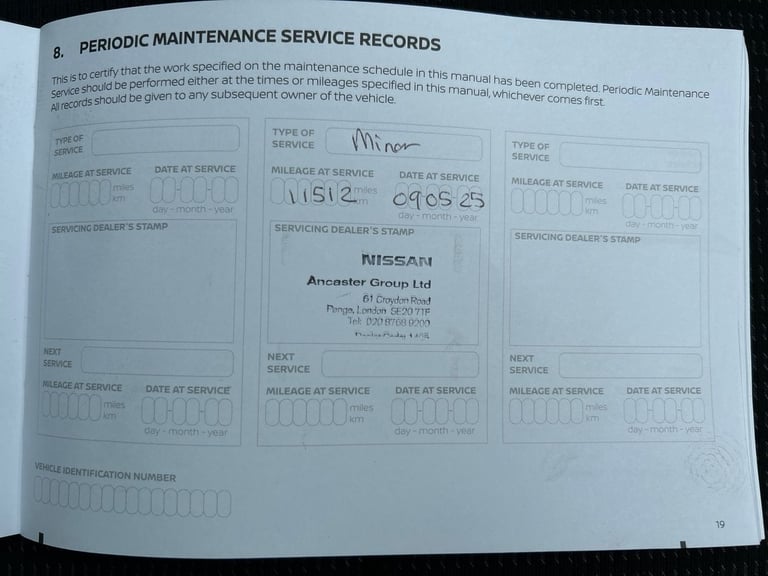 8. PERIODIC MAINTENANCE SERVICE RECORDS
This is to certify that the work specified on the maintenance schedule in this manual has been completed. Periodic Maintenance
Service should be performed either at the times or mileages specified in this manual, whichever comes first.
All records should be given to any subsequent owner of the vehicle.
TYPE OF
SERVICE
MILEAGE AT SERVICE DATE AT SERVICE
miles
km
day - month - year
SERVICING DEALER'S STAMP
NEXT
SERVICE
MILEAGE AT SERVICE DATE AT SERVICE
miles
km
day - month - year
TYPE OF
SERVICE Minor
MILEAGE AT SERVICE DATE AT SERVICE
11512 miles 09 05 25
km
day - month - year
SERVICING DEALER'S STAMP
NISSAN
Ancaster Group Ltd
61 Croydon Road
Penge, London SE20 7TF
Tel: 020 8768 9200
NEXT
SERVICE
MILEAGE AT SERVICE DATE AT SERVICE
miles
km
day - month - year
TYPE OF
SERVICE
MILEAGE AT SERVICE DATE AT SERVICE
miles
km
day - month - year
SERVICING DEALER'S STAMP
NEXT
SERVICE
MILEAGE AT SERVICE DATE AT SERVICE
miles
km
day - month - year
VEHICLE IDENTIFICATION NUMBER
19